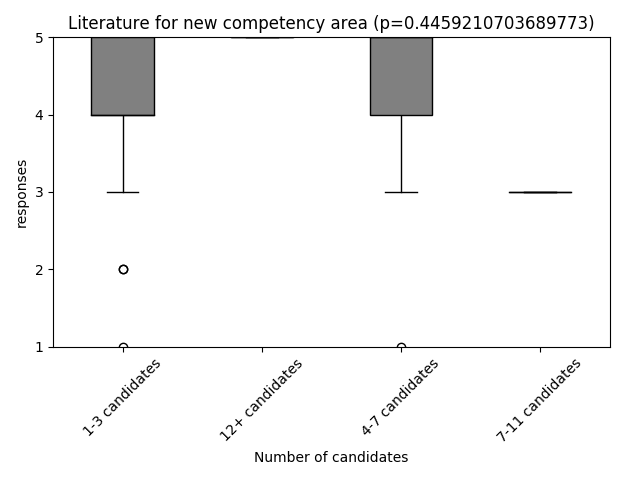 Literature for new competency area (p=0.4459210703689773)
responses
5
4
3
2
1
1-3 candidates
12+ candidates
4-7 candidates
7-11 candidates
Number of candidates